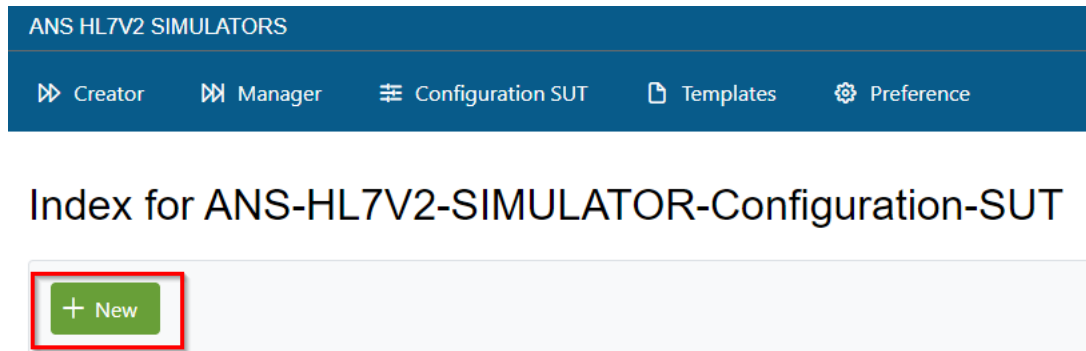 ANS HL7V2 SIMULATORS
Creator Manager Configuration SUT Templates Preference
Index for ANS-HL7V2-SIMULATOR-Configuration-SUT
+ New